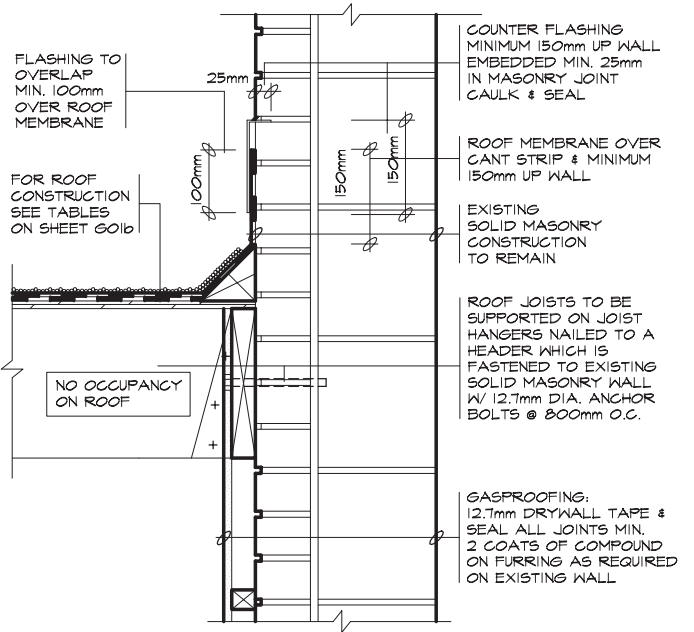 FLASHING TO
OVERLAP
MIN. 100mm
OVER ROOF
MEMBRANE
25mm
COUNTER FLASHING
MINIMUM 150mm UP WALL
EMBEDDED MIN. 25mm
IN MASONRY JOINT
CAULK & SEAL
100mm
150mm
150mm
ROOF MEMBRANE OVER
CANT STRIP & MINIMUM
150mm UP WALL
FOR ROOF
CONSTRUCTION
SEE TABLES
ON SHEET G016
EXISTING
SOLID MASONRY
CONSTRUCTION
TO REMAIN
ROOF JOISTS TO BE
SUPPORTED ON JOIST
HANGERS NAILED TO A
HEADER WHICH IS
FASTENED TO EXISTING
SOLID MASONRY WALL
W/ 12.7mm DIA. ANCHOR
BOLTS @ 800mm O.C.
NO OCCUPANCY
ON ROOF
GASPROOFING:
12.7mm DRYWALL TAPE &
SEAL ALL JOINTS MIN.
2 COATS OF COMPOUND
ON FURRING AS REQUIRED
ON EXISTING WALL